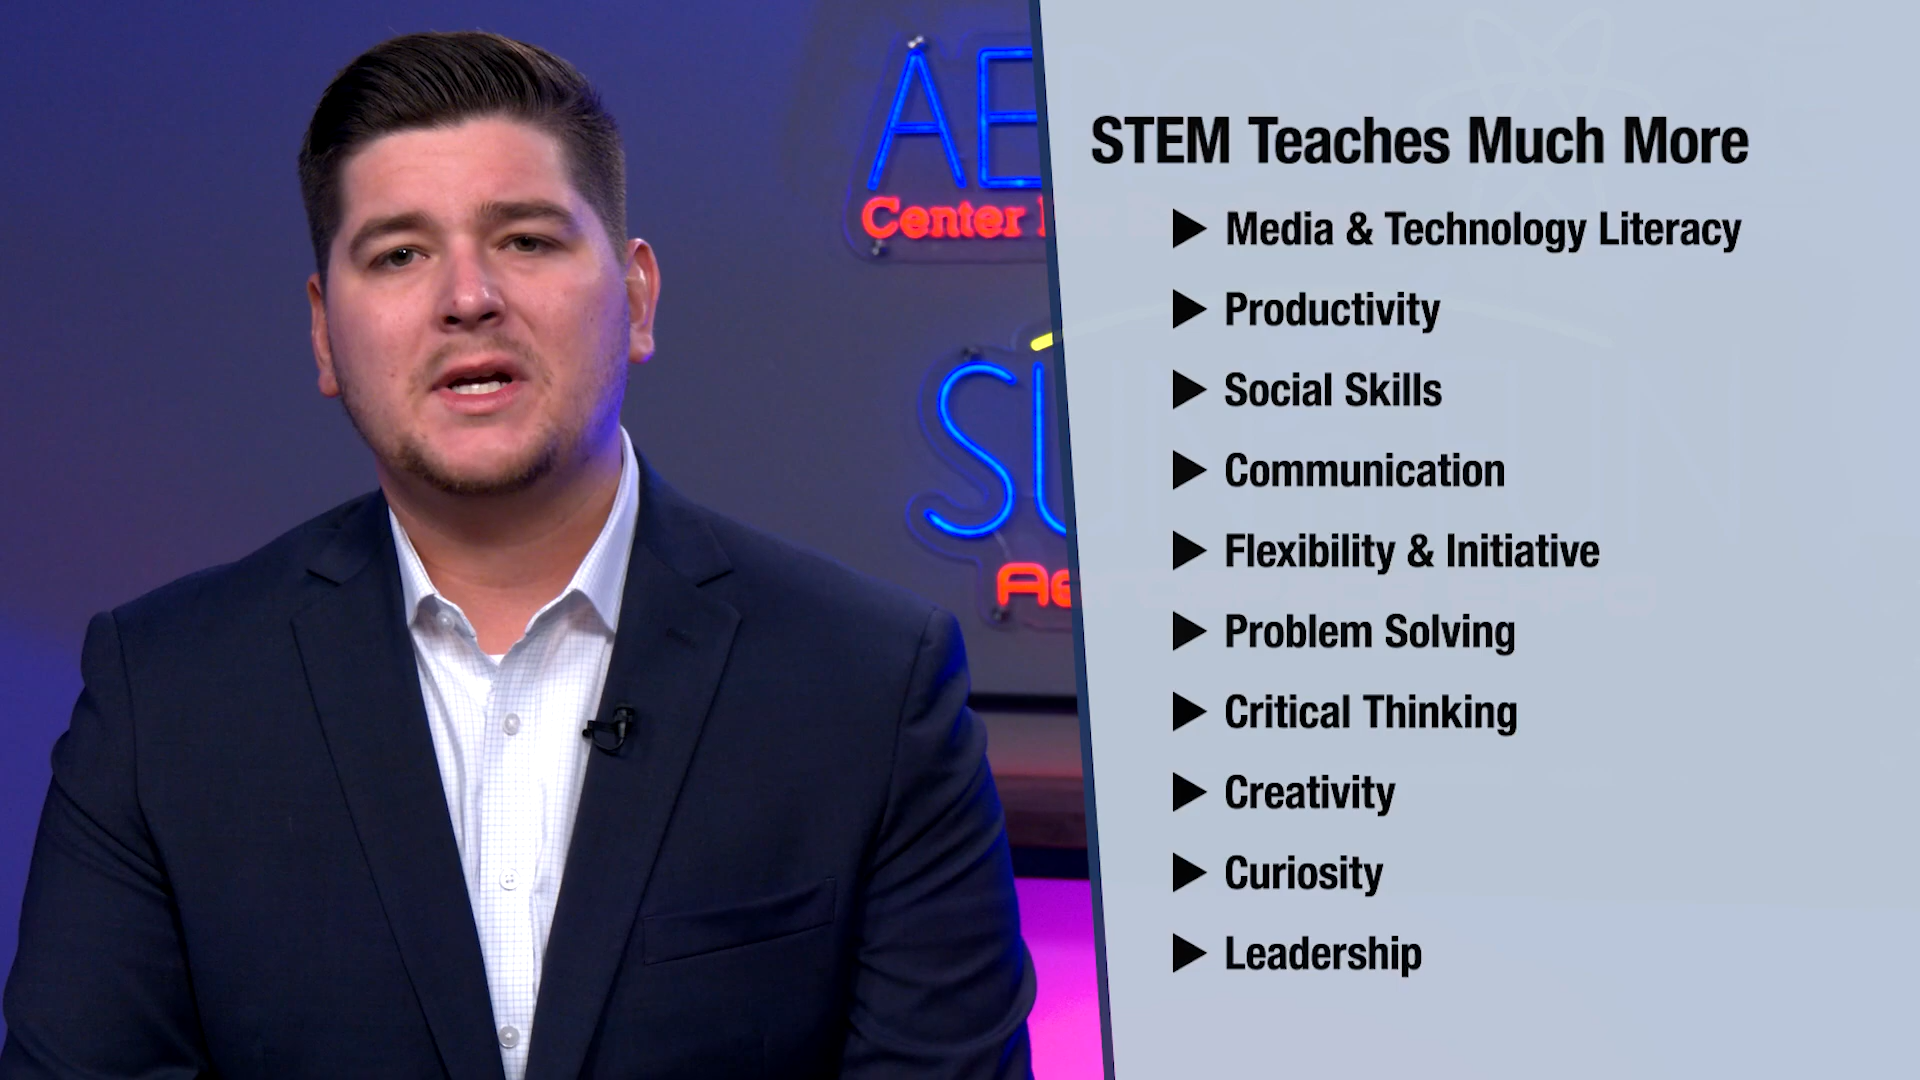 STEM Teaches Much More
Media & Technology Literacy
Productivity
Social Skills
Communication
Flexibility & Initiative
Problem Solving
Critical Thinking
Creativity
Curiosity
Leadership
Center